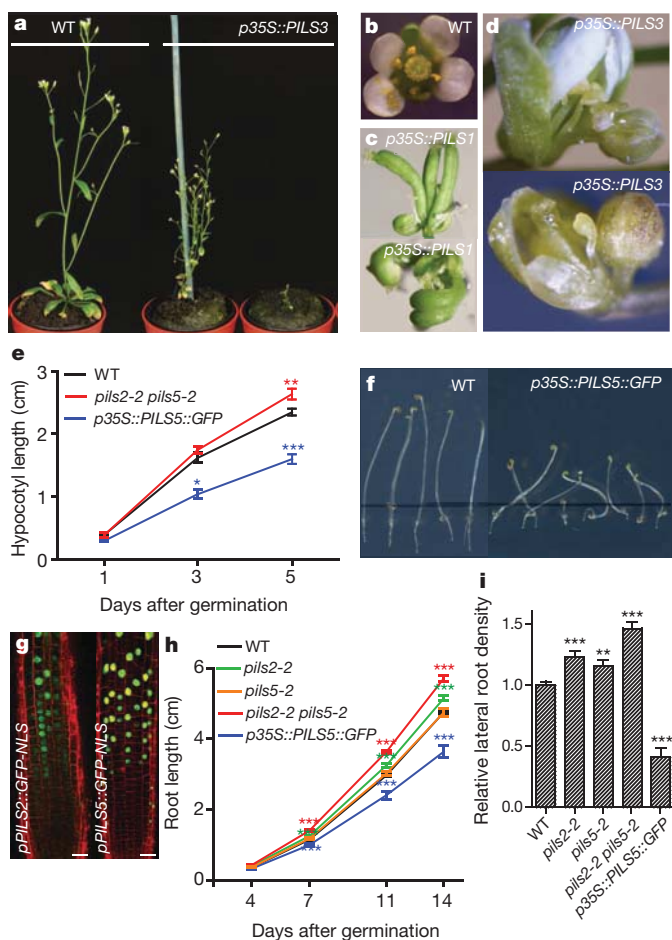 a
WT
p35S::PILS3
b
WT
c
p35S::PILS1
p35S::PILS1
d
p35S::PILS3
p35S::PILS3
e
Hypocotyl length (cm)
3
2
1
0
WT
pils2-2 pils5-2
p35S::PILS5::GFP
**
*
***
1
3
5
Days after germination
f
WT
p35S::PILS5::GFP
g
pPILS2::GFP-NLS
pPILS5::GFP-NLS
h
Root length (cm)
6
4
2
0
WT
pils2-2
pils5-2
pils2-2 pils5-2
p35S::PILS5::GFP
***
***
***
***
***
***
***
***
4
7
11
14
Days after germination
i
Relative lateral root density
1.5
1.0
0.5
0.0
***
**
***
***
WT
pils2-2
pils5-2
pils2-2 pils5-2
p35S::PILS5::GFP